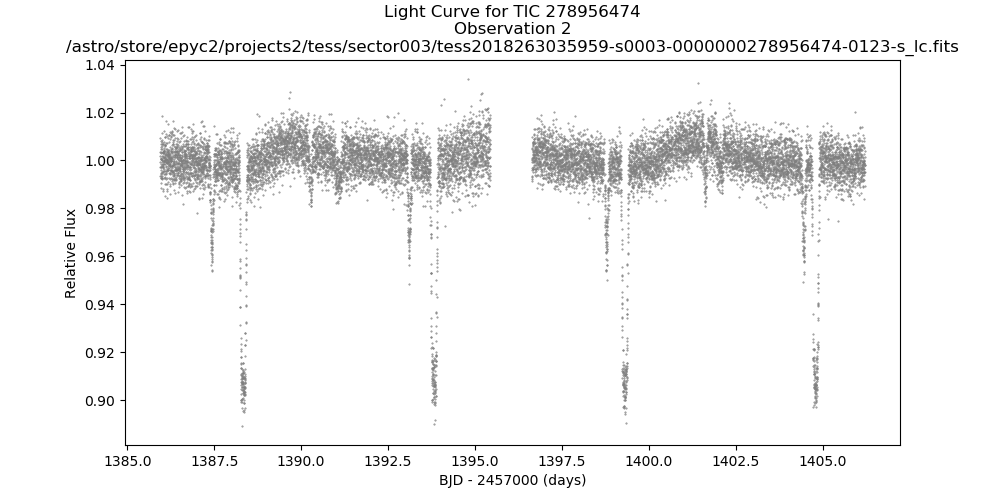 Light Curve for TIC 278956474
Observation 2
/astro/store/epyc2/projects2/tess/sector003/tess2018263035959-s0003-0000000278956474-0123-s_lc.fits
1.04
1.02
1.00
0.98
0.96
0.94
0.92
0.90
Relative Flux
1385.0 1387.5 1390.0 1392.5 1395.0 1397.5 1400.0 1402.5 1405.0
BJD - 2457000 (days)